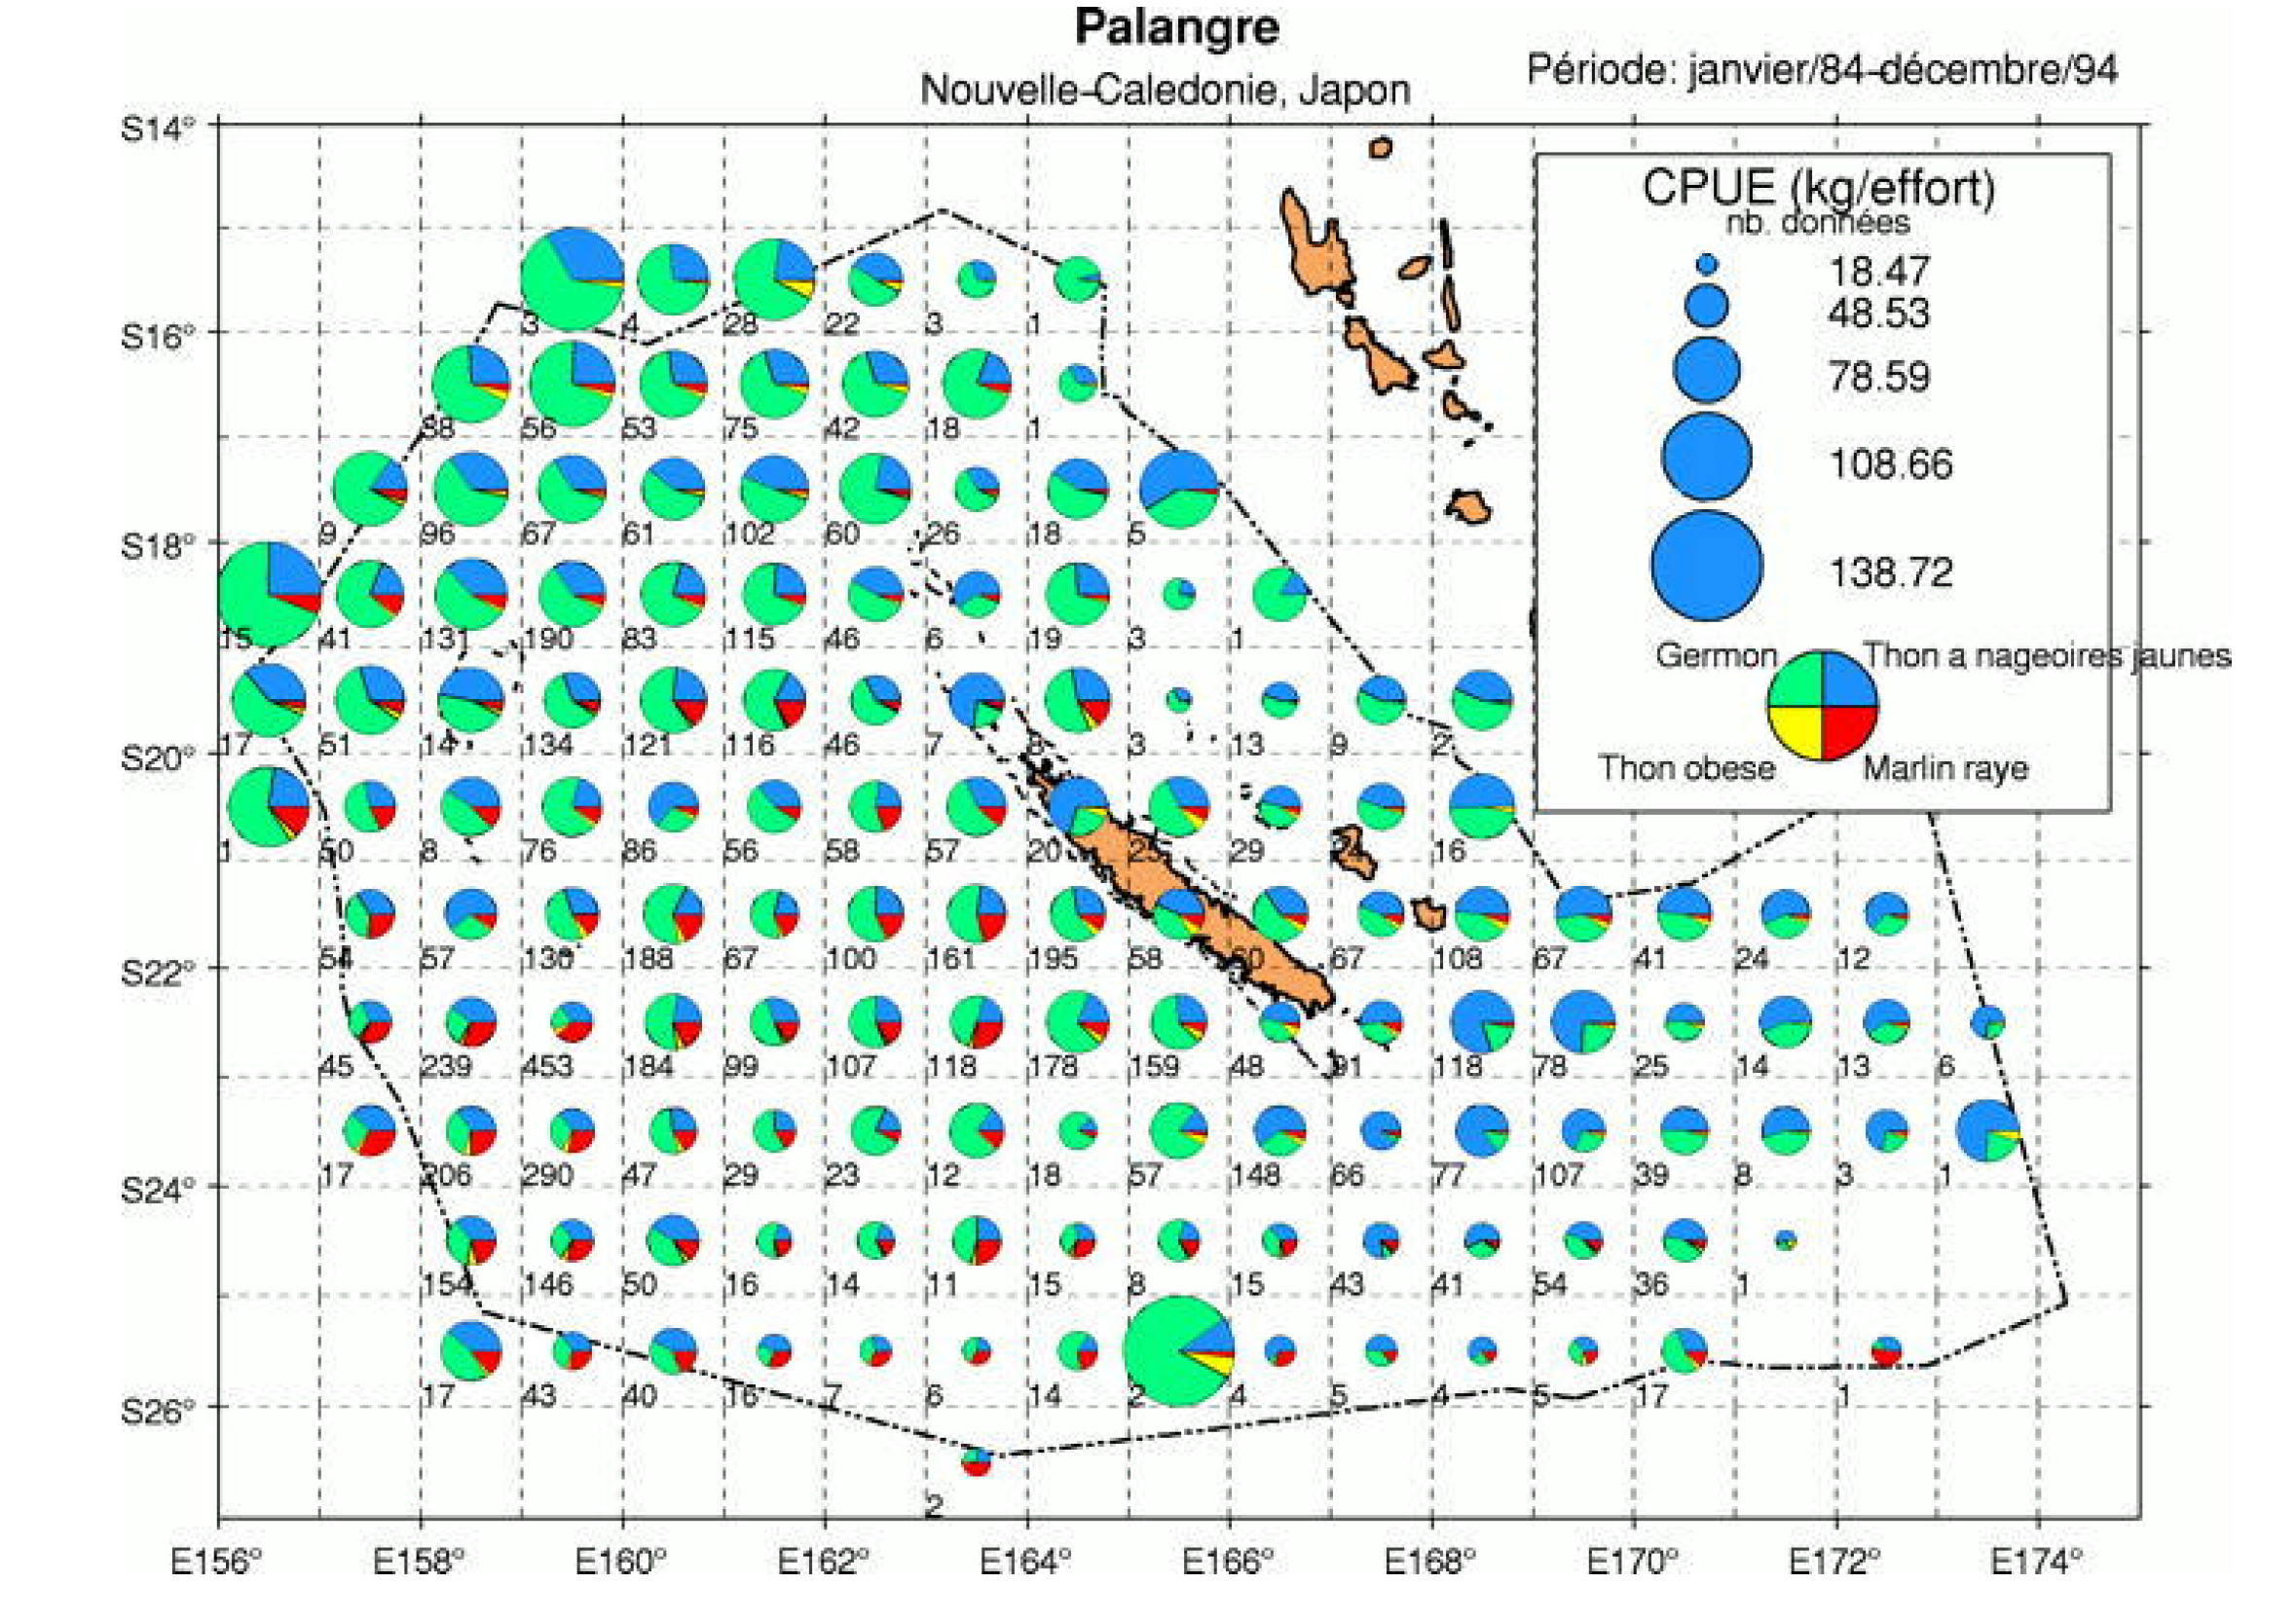 Palangre
Nouvelle-Caledonie, Japon
Période: janvier/84-décembre/94
S14°
CPUE (kg/effort)
nb. données
18.47
48.53
78.59
108.66
138.72
Germon
Thon a nageoires jaunes
Thon obese
Marlin raye
3 4 28 22 3 1
S16°
38 56 53 75 42 18 1
9 96 67 61 102 60 26 18 5
S18°
15 41 131 190 83 115 46 6 19 3 1
17 51 14 134 121 116 46 7 8 3 13 9 2
S20°
1 50 8 76 86 56 58 57 20 25 29 16
54 57 130 188 67 100 161 195 58 60 67 108 67 41 24 12
S22°
45 239 453 184 99 107 118 178 159 48 91 118 78 25 14 13 6
17 206 290 47 29 23 12 18 57 148 66 77 107 39 8 3 1
S24°
154 146 50 16 14 11 15 8 15 43 41 54 36 1
17 43 40 16 7 6 14 2 4 5 4 5 17 1
S26°
2
E156° E158° E160° E162° E164° E166° E168° E170° E172° E174°